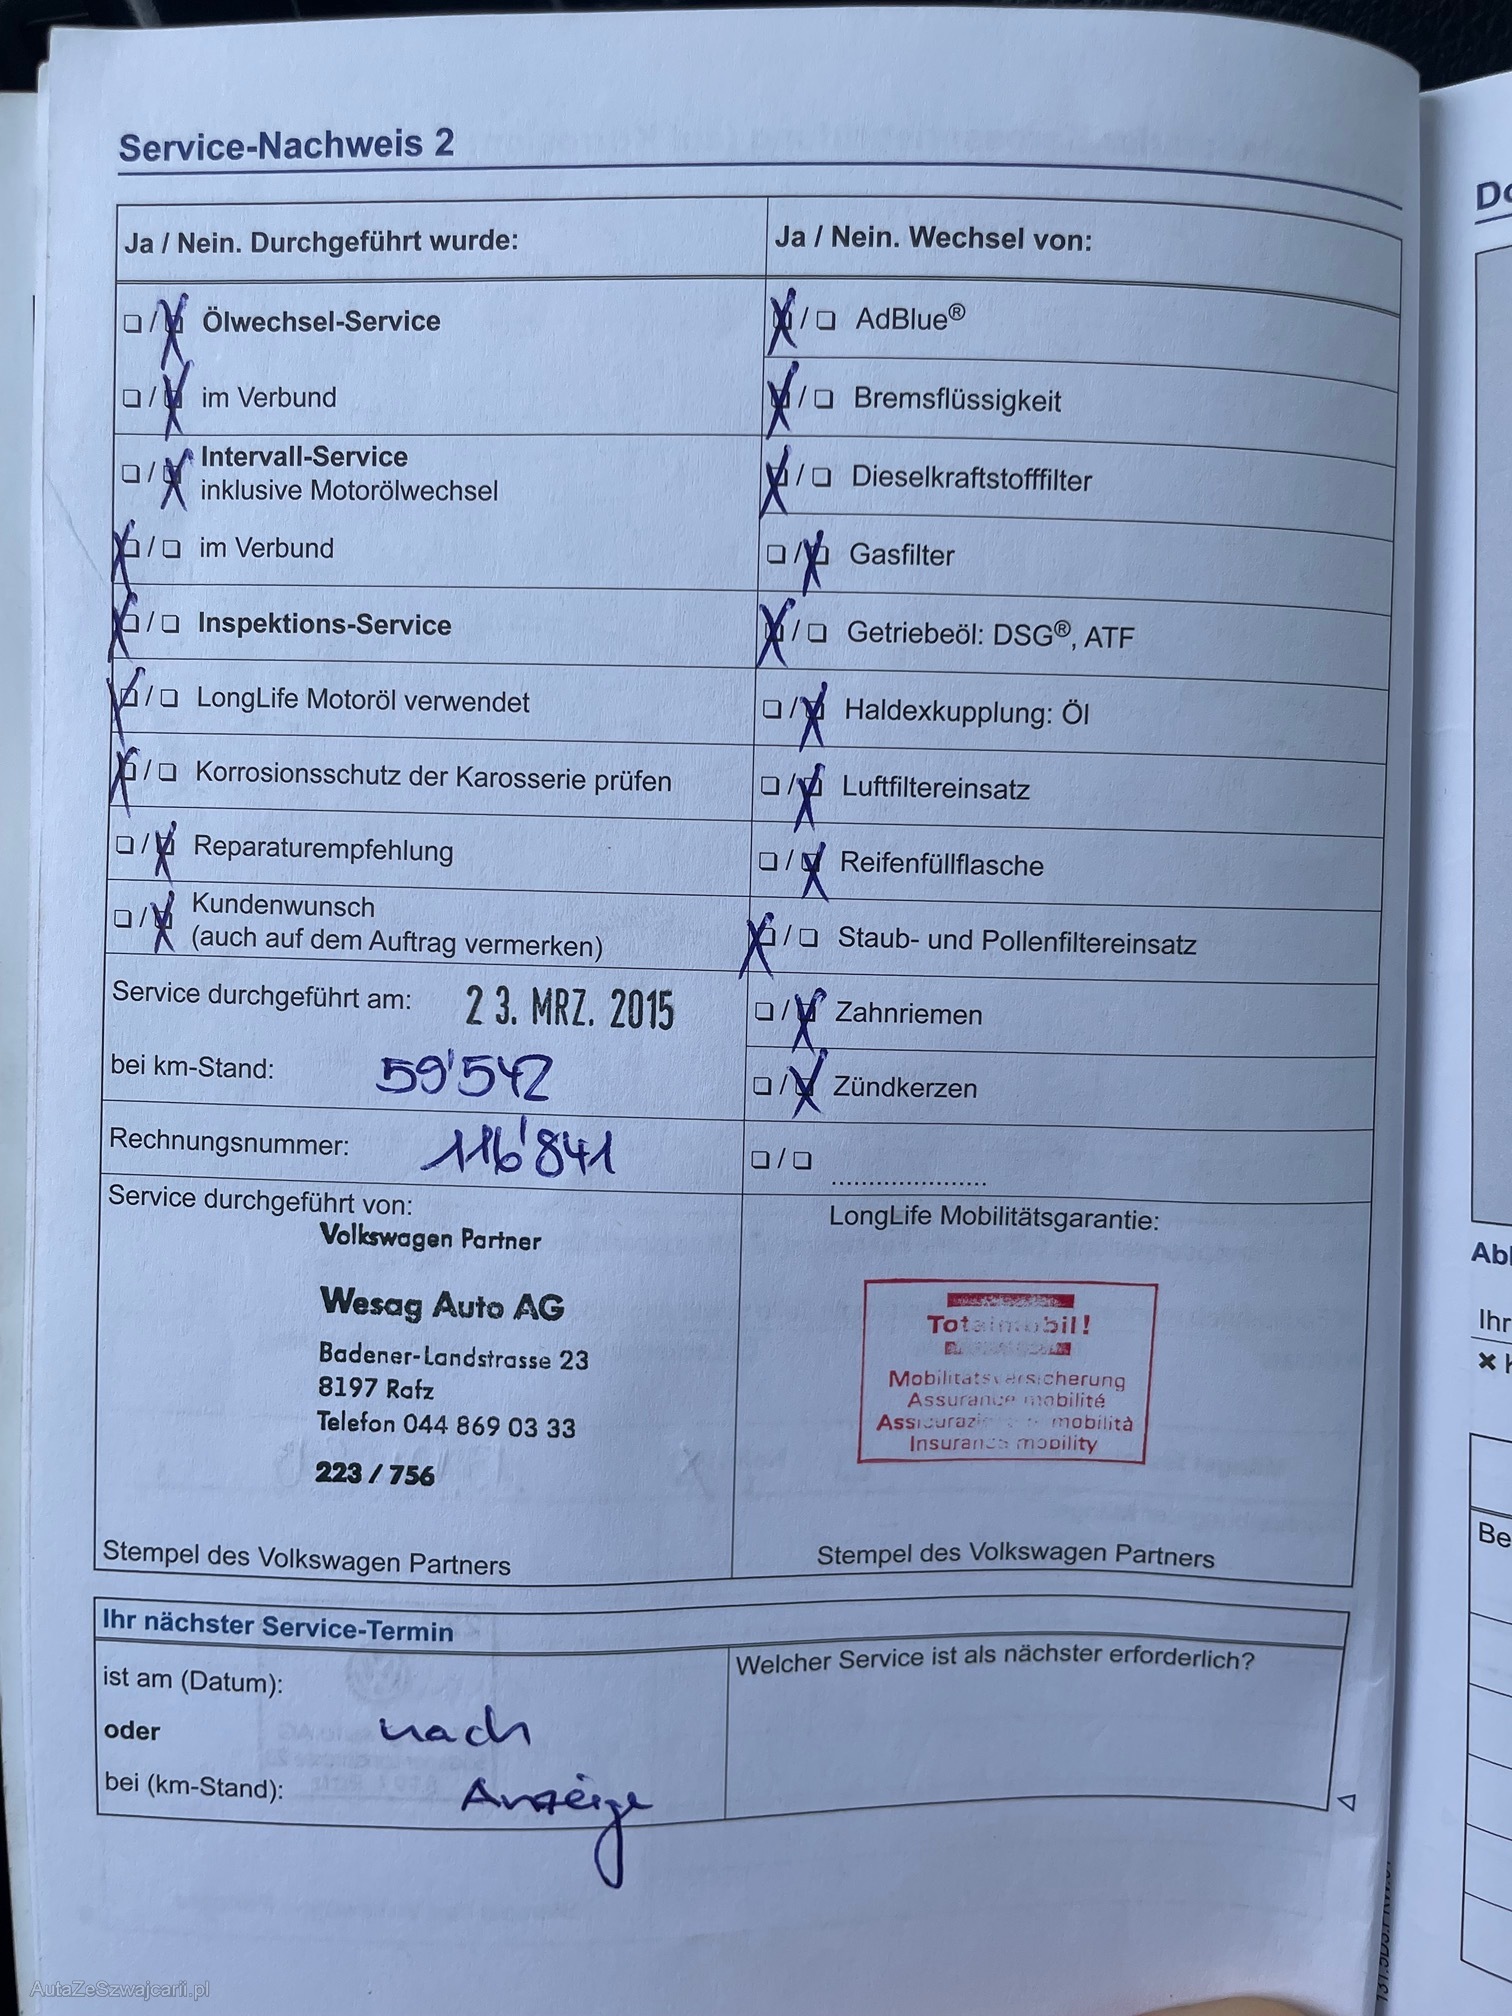 Service-Nachweis 2
Ja / Nein. Durchgeführt wurde:
❏ / ❏ Ölwechsel-Service
❏ / ❏ im Verbund
❏ / ❏ Intervall-Service
inklusive Motorölwechsel
❏ / ❏ im Verbund
❏ / ❏ Inspektions-Service
❏ / ❏ LongLife Motoröl verwendet
❏ / ❏ Korrosionsschutz der Karosserie prüfen
❏ / ❏ Reparaturempfehlung
❏ / ❏ Kundenwunsch
(auch auf dem Auftrag vermerken)
Service durchgeführt am: 23. MRZ. 2015
bei km-Stand: 59'542
Rechnungsnummer: 116'841
Service durchgeführt von:
Volkswagen Partner
Wesag Auto AG
Badener-Landstrasse 23
8197 Rafz
Telefon 044 869 03 33
223 / 756
Stempel des Volkswagen Partners
Ja / Nein. Wechsel von:
❏ / ❏ AdBlue®
❏ / ❏ Bremsflüssigkeit
❏ / ❏ Dieselkraftstofffilter
❏ / ❏ Gasfilter
❏ / ❏ Getriebeöl: DSG®, ATF
❏ / ❏ Haldexkupplung: Öl
❏ / ❏ Luftfiltereinsatz
❏ / ❏ Reifenfüllflasche
❏ / ❏ Staub- und Pollenfiltereinsatz
❏ / ❏ Zahnriemen
❏ / ❏ Zündkerzen
❏ / ❏ ......................
LongLife Mobilitätsgarantie:
Totalmobil!
Mobilitätsversicherung
Assurance mobilité
Assicurazione mobilità
Insurance mobility
Stempel des Volkswagen Partners
Ihr nächster Service-Termin
ist am (Datum):
oder nach
bei (km-Stand): Anzeige
Welcher Service ist als nächster erforderlich?
Ihr
AutaZeSzwajcarii.pl